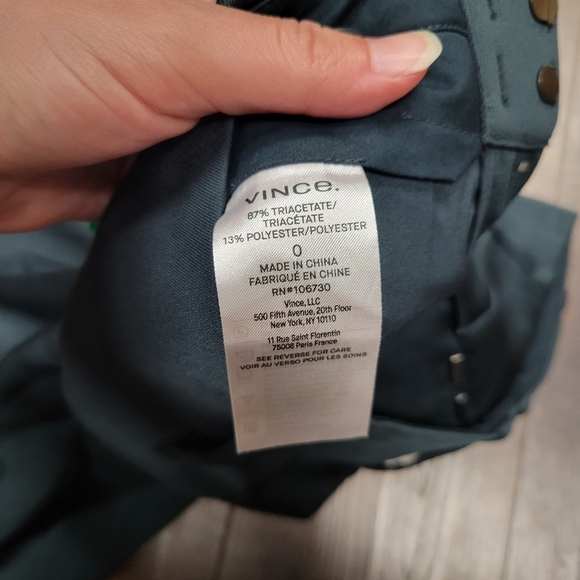 VINCE.
87% TRIACETATE/
TRIACÉTATE
13% POLYESTER/POLYESTER
0
MADE IN CHINA
FABRIQUÉ EN CHINE
RN#106730
Vince, LLC
500 Fifth Avenue, 20th Floor
New York, NY 10110
11 Rue Saint Florentin
75008 Paris France
SEE REVERSE FOR CARE
VOIR AU VERSO POUR LES SOINS